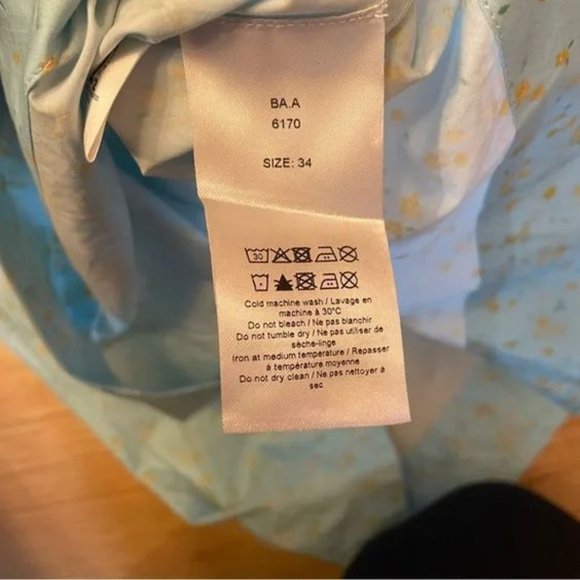 BA.A
6170
SIZE: 34
30
Cold machine wash / Lavage en
machine à 30°C
Do not bleach / Ne pas blanchir
Do not tumble dry / Ne pas utiliser de
sèche-linge
Iron at medium temperature / Repasser
à température moyenne
Do not dry clean / Ne pas nettoyer à
sec